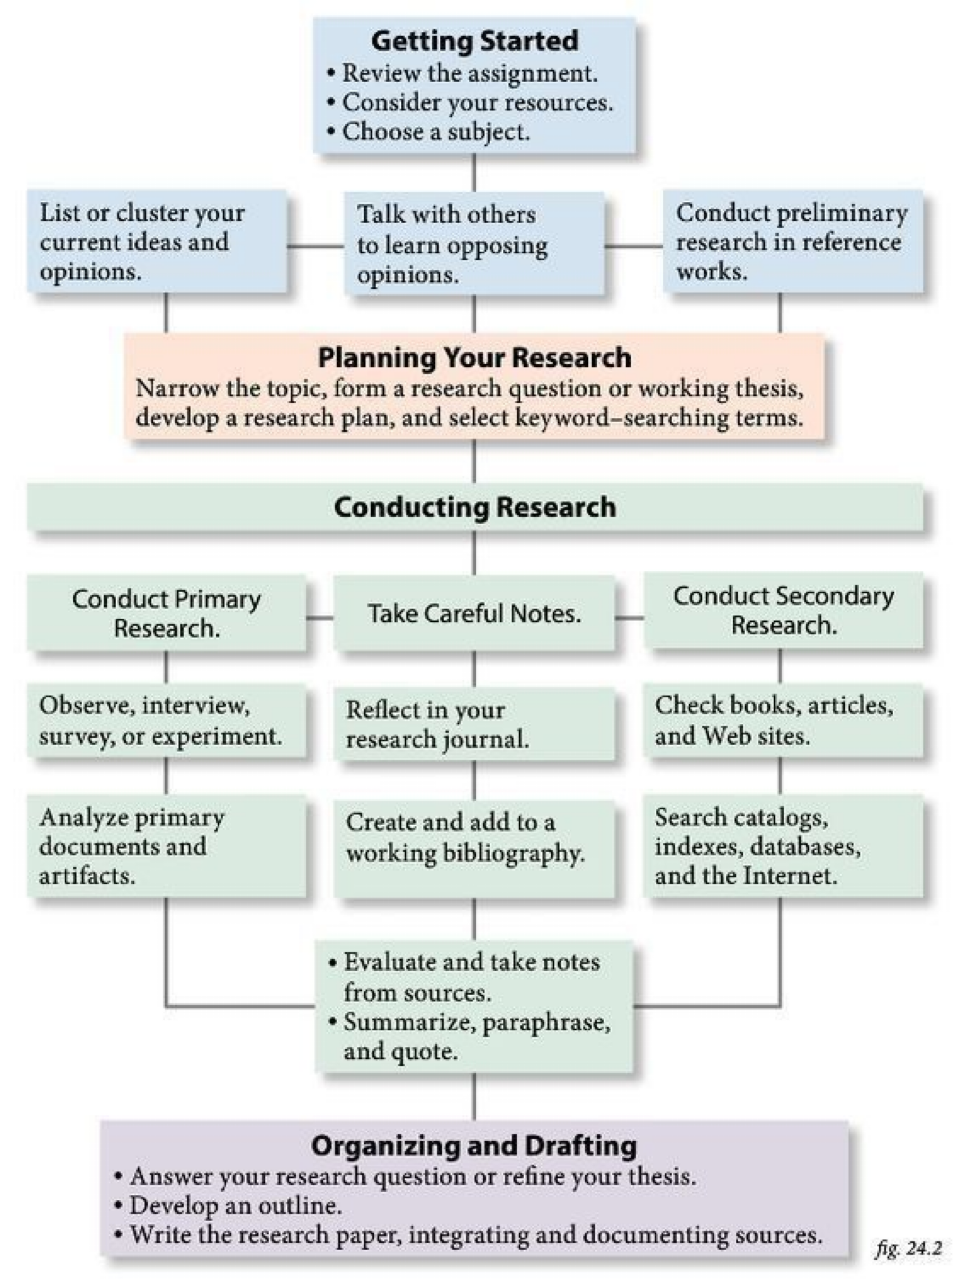 Getting Started
• Review the assignment.
• Consider your resources.
• Choose a subject.
List or cluster your
current ideas and
opinions.
Talk with others
to learn opposing
opinions.
Conduct preliminary
research in reference
works.
Planning Your Research
Narrow the topic, form a research question or working thesis,
develop a research plan, and select keyword–searching terms.
Conducting Research
Conduct Primary
Research.
Take Careful Notes.
Conduct Secondary
Research.
Observe, interview,
survey, or experiment.
Reflect in your
research journal.
Check books, articles,
and Web sites.
Analyze primary
documents and
artifacts.
Create and add to a
working bibliography.
Search catalogs,
indexes, databases,
and the Internet.
• Evaluate and take notes
from sources.
• Summarize, paraphrase,
and quote.
Organizing and Drafting
• Answer your research question or refine your thesis.
• Develop an outline.
• Write the research paper, integrating and documenting sources.
fig. 24.2